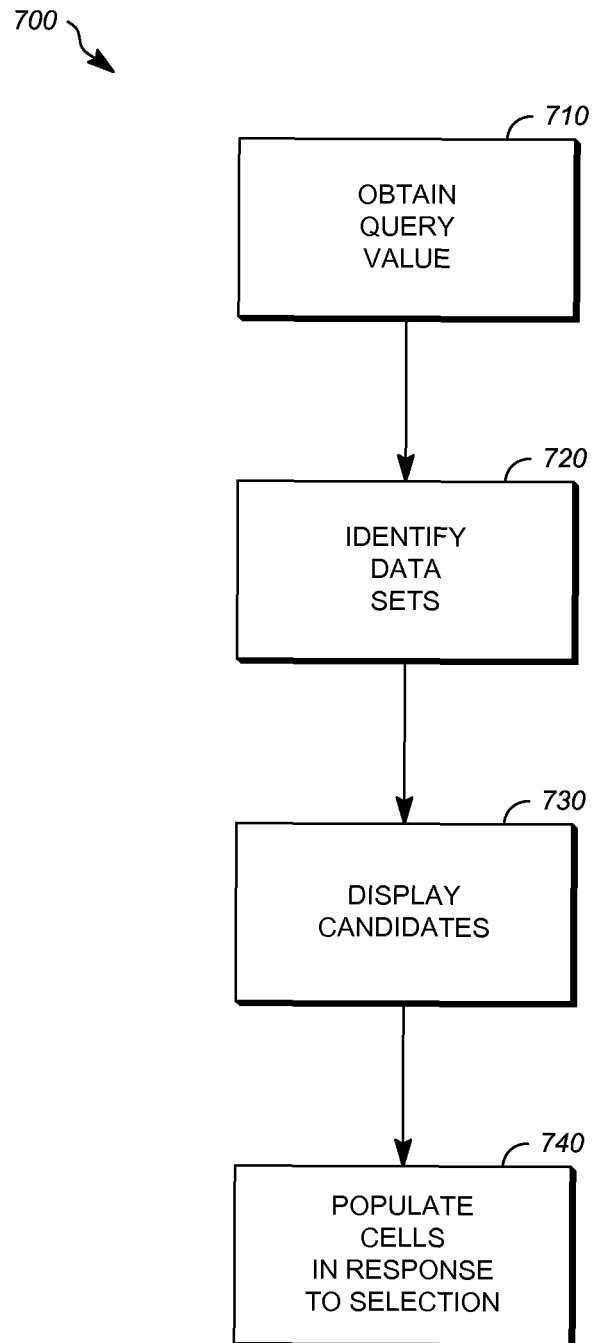 700
710
OBTAIN
QUERY
VALUE
720
IDENTIFY
DATA
SETS
730
DISPLAY
CANDIDATES
740
POPULATE
CELLS
IN RESPONSE
TO SELECTION